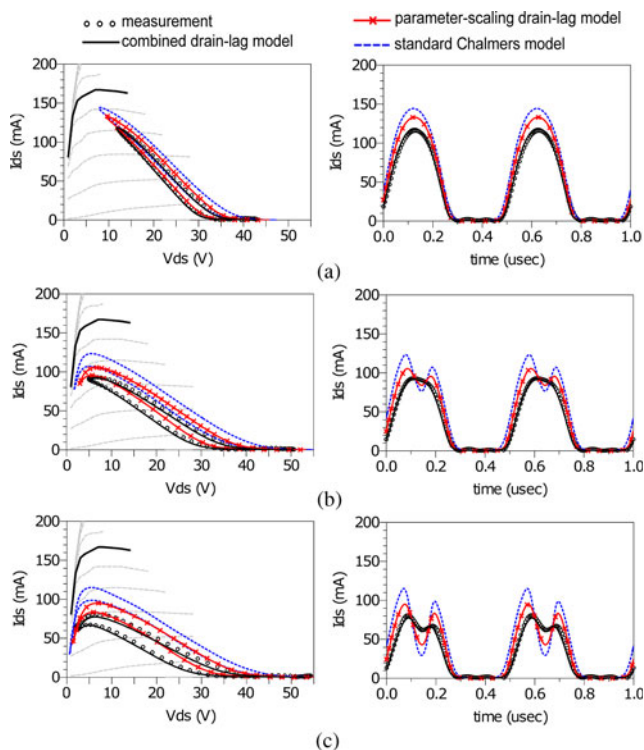 measurement
combined drain-lag model
parameter-scaling drain-lag model
standard Chalmers model
200
150
100
50
0
Ids (mA)
0 10 20 30 40 50
Vds (V)
200
150
100
50
0
Ids (mA)
0.0 0.2 0.4 0.6 0.8 1.0
time (usec)
(a)
200
150
100
50
0
Ids (mA)
0 10 20 30 40 50
Vds (V)
200
150
100
50
0
Ids (mA)
0.0 0.2 0.4 0.6 0.8 1.0
time (usec)
(b)
200
150
100
50
0
Ids (mA)
0 10 20 30 40 50
Vds (V)
200
150
100
50
0
Ids (mA)
0.0 0.2 0.4 0.6 0.8 1.0
time (usec)
(c)